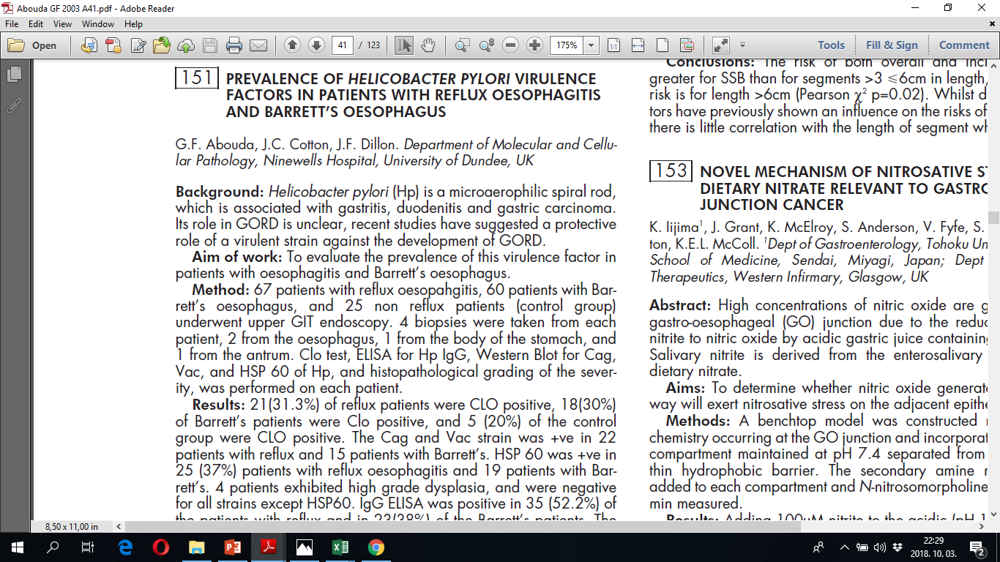 Abouda GF 2003 A41.pdf - Adobe Reader
File Edit View Window Help
Open
41 / 123
175%
Tools Fill & Sign Comment
151 PREVALENCE OF HELICOBACTER PYLORI VIRULENCE
FACTORS IN PATIENTS WITH REFLUX OESOPHAGITIS
AND BARRETT'S OESOPHAGUS
G.F. Abouda, J.C. Cotton, J.F. Dillon. Department of Molecular and Cellu-
lar Pathology, Ninewells Hospital, University of Dundee, UK
Background: Helicobacter pylori (Hp) is a microaerophilic spiral rod,
which is associated with gastritis, duodenitis and gastric carcinoma.
Its role in GORD is unclear, recent studies have suggested a protective
role of a virulent strain against the development of GORD.
Aim of work: To evaluate the prevalence of this virulence factor in
patients with oesophagitis and Barrett's oesophagus.
Method: 67 patients with reflux oesopahgitis, 60 patients with Bar-
rett's oesophagus, and 25 non reflux patients (control group)
underwent upper GIT endoscopy. 4 biopsies were taken from each
patient, 2 from the oesophagus, 1 from the body of the stomach, and
1 from the antrum. Clo test, ELISA for Hp IgG, Western Blot for Cag,
Vac, and HSP 60 of Hp, and histopathological grading of the sever-
ity, was performed on each patient.
Results: 21(31.3%) of reflux patients were CLO positive, 18(30%)
of Barrett's patients were Clo positive, and 5 (20%) of the control
group were CLO positive. The Cag and Vac strain was +ve in 22
patients with reflux and 15 patients with Barrett's. HSP 60 was +ve in
25 (37%) patients with reflux oesophagitis and 19 patients with Bar-
rett's. 4 patients exhibited high grade dysplasia, and were negative
for all strains except HSP60. IgG ELISA was positive in 35 (52.2%) of
the patients with reflux and in 23(38%) of the Barrett's patients. The
Conclusions: The risk of both overall and inci
greater for SSB than for segments >3 ≤6cm in length,
risk is for length >6cm (Pearson χ² p=0.02). Whilst d
tors have previously shown an influence on the risks of
there is little correlation with the length of segment wh
153 NOVEL MECHANISM OF NITROSATIVE ST
DIETARY NITRATE RELEVANT TO GASTRO
JUNCTION CANCER
K. Iijima¹, J. Grant, K. McElroy, S. Anderson, V. Fyfe, S.
ton, K.E.L. McColl. ¹Dept of Gastroenterology, Tohoku Un
School of Medicine, Sendai, Miyagi, Japan; Dept
Therapeutics, Western Infirmary, Glasgow, UK
Abstract: High concentrations of nitric oxide are g
gastro-oesophageal (GO) junction due to the reduc
nitrite to nitric oxide by acidic gastric juice containing
Salivary nitrite is derived from the enterosalivary
dietary nitrate.
Aims: To determine whether nitric oxide generate
way will exert nitrosative stress on the adjacent epithe
Methods: A benchtop model was constructed
chemistry occurring at the GO junction and incorporat
compartment maintained at pH 7.4 separated from
thin hydrophobic barrier. The secondary amine
added to each compartment and N-nitrosomorpholine
min measured.
Results: Adding 100µM nitrite to the acidic (pH 1
8,50 x 11,00 in
22:29
2018. 10. 03.
2